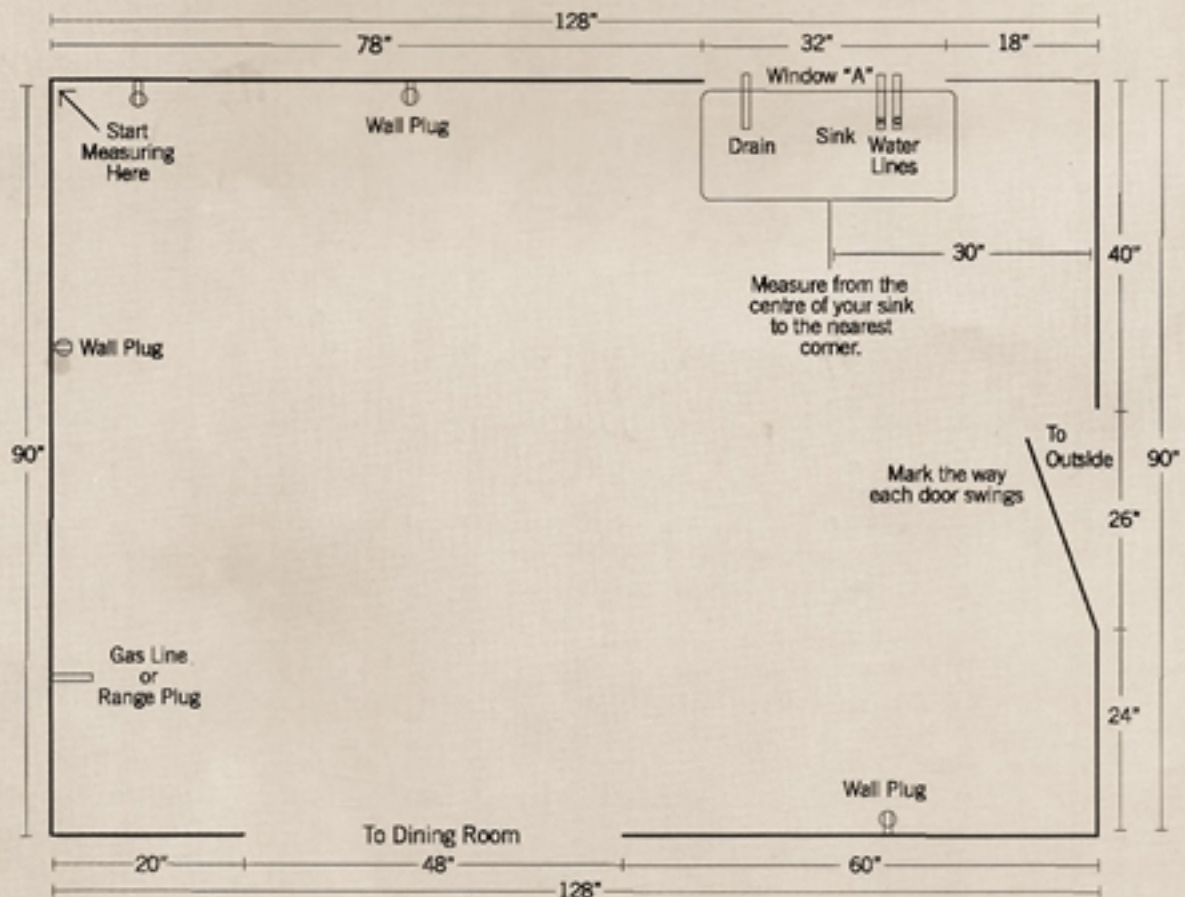 128"
78"
32"
18"
Window "A"
Start
Measuring
Here
Wall Plug
Drain
Sink
Water
Lines
30"
40"
Measure from the
centre of your sink
to the nearest
corner.
Wall Plug
90"
To
Outside
90"
Mark the way
each door swings
26"
Gas Line
or
Range Plug
24"
Wall Plug
To Dining Room
20"
48"
60"
128"